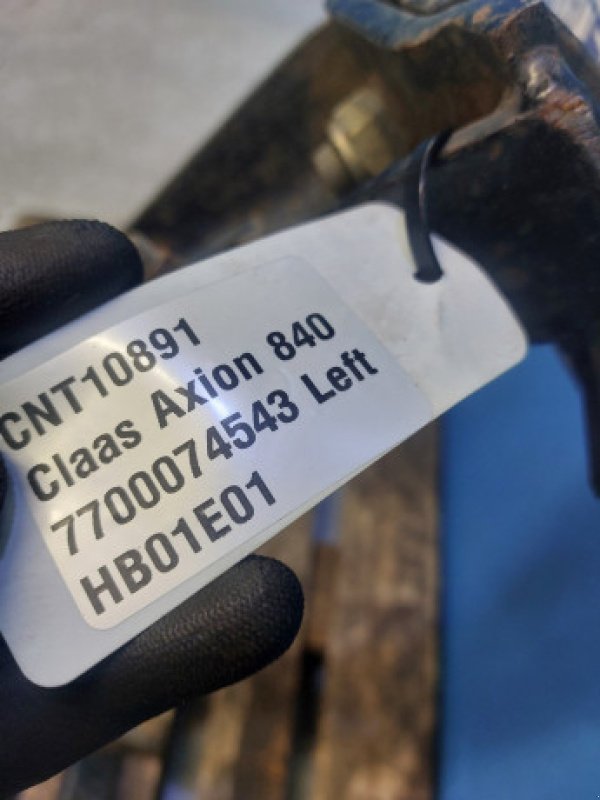 CNT10891
Claas Axion 840
7700074543 Left
HB01E01